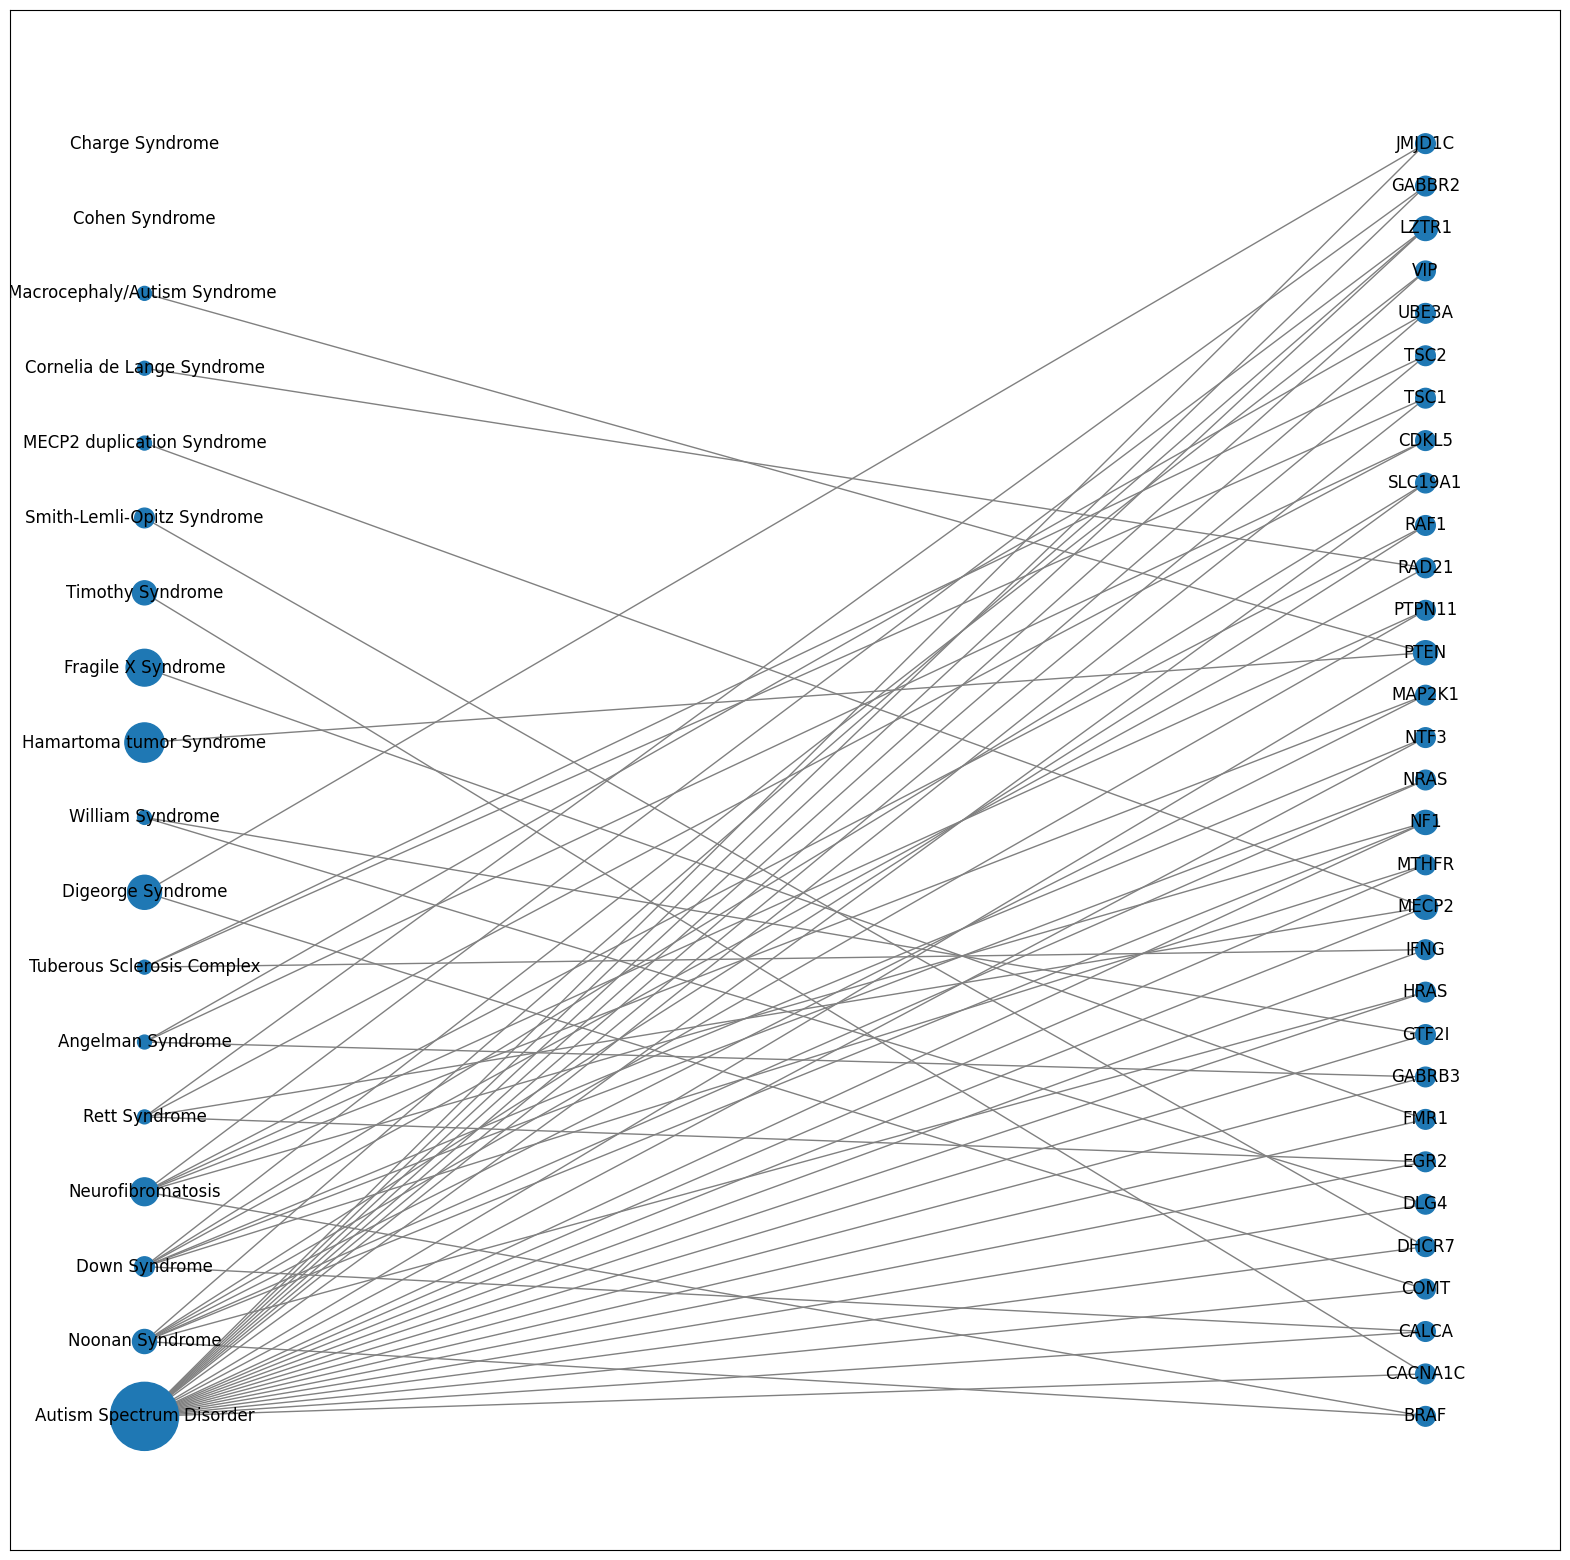 Charge Syndrome
Cohen Syndrome
Macrocephaly/Autism Syndrome
Cornelia de Lange Syndrome
MECP2 duplication Syndrome
Smith-Lemli-Opitz Syndrome
Timothy Syndrome
Fragile X Syndrome
Hamartoma tumor Syndrome
William Syndrome
Digeorge Syndrome
Tuberous Sclerosis Complex
Angelman Syndrome
Rett Syndrome
Neurofibromatosis
Down Syndrome
Noonan Syndrome
Autism Spectrum Disorder
JMJD1C
GABBR2
LZTR1
VIP
UBE3A
TSC2
TSC1
CDKL5
SLC19A1
RAF1
RAD21
PTPN11
PTEN
MAP2K1
NTF3
NRAS
NF1
MTHFR
MECP2
IFNG
HRAS
GTF2I
GABRB3
FMR1
EGR2
DLG4
DHCR7
COMT
CALCA
CACNA1C
BRAF